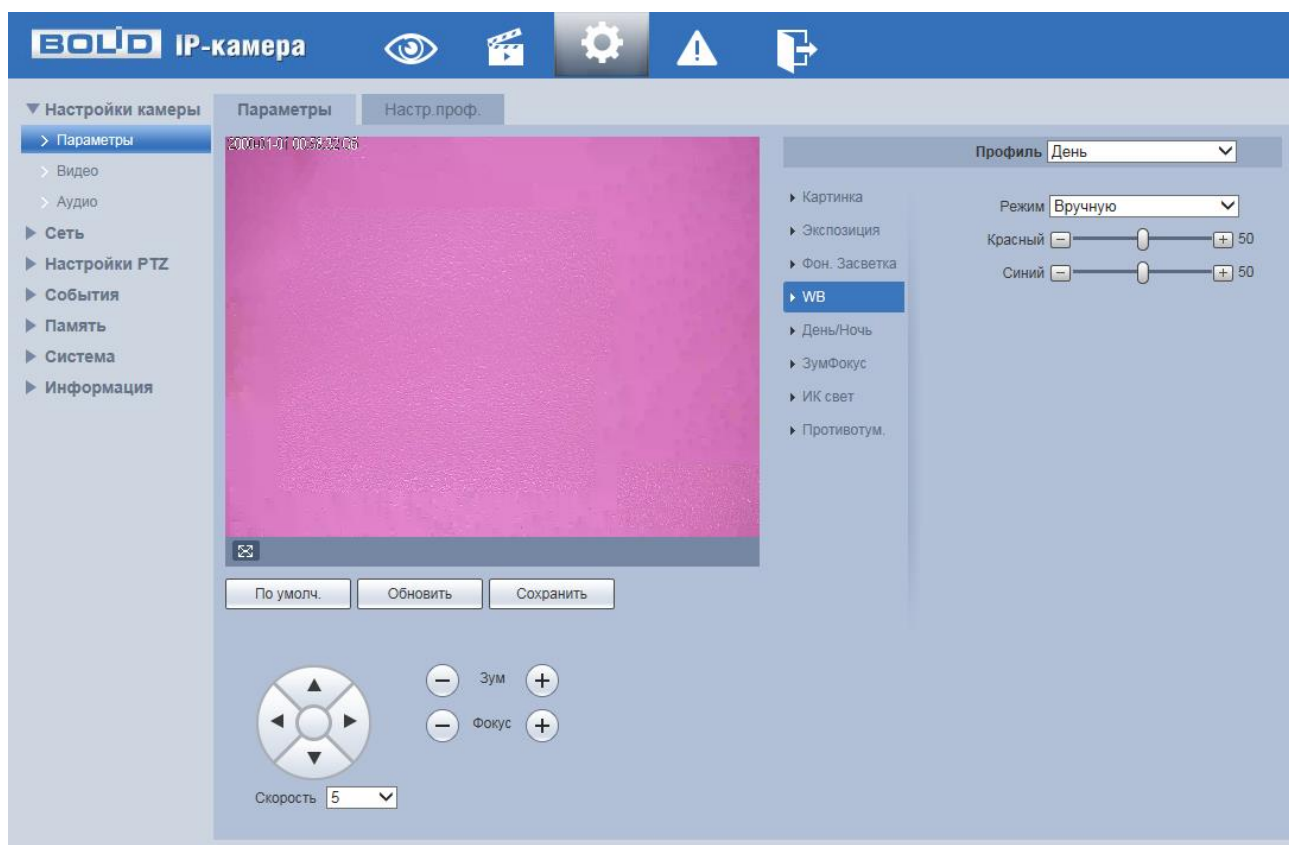 BOLID IP-камера
Настройки камеры
Параметры
Видео
Аудио
Сеть
Настройки PTZ
События
Память
Система
Информация
Параметры
Настр.проф.
Профиль День
Картинка
Экспозиция
Фон. Засветка
WB
День/Ночь
ЗумФокус
ИК свет
Противотум.
Режим Вручную
Красный 50
Синий 50
По умолч.
Обновить
Сохранить
Зум
Фокус
Скорость 5